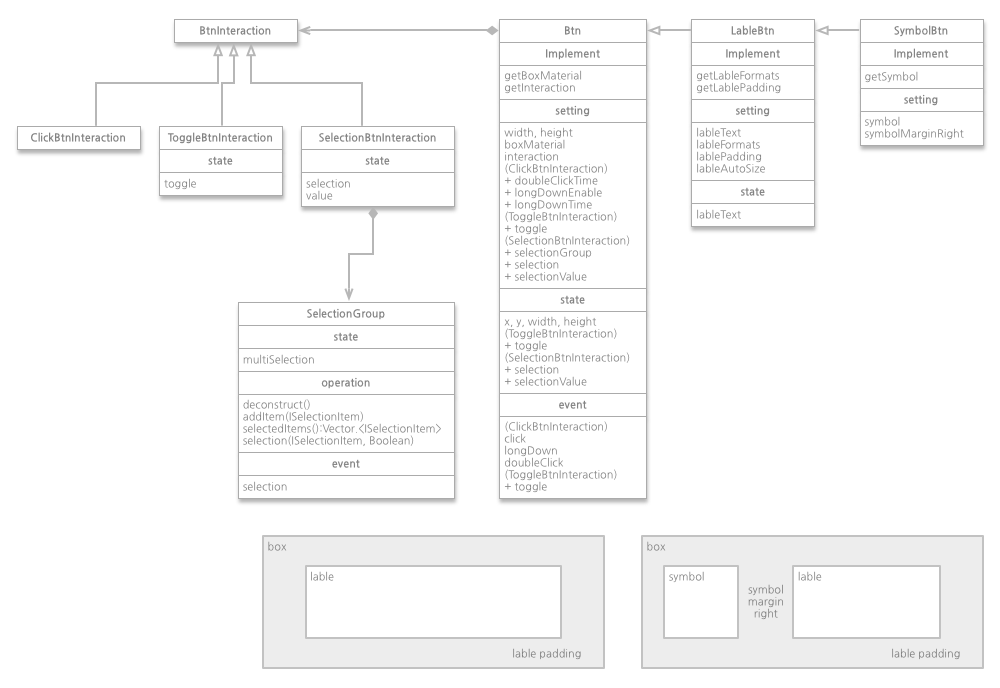 BtnInteraction
ClickBtnInteraction
ToggleBtnInteraction
state
toggle
SelectionBtnInteraction
state
selection
value
SelectionGroup
state
multiSelection
operation
deconstruct()
addItem(ISelectionItem)
selectedItems():Vector.<ISelectionItem>
selection(ISelectionItem, Boolean)
event
selection
Btn
Implement
getBoxMaterial
getInteraction
setting
width, height
boxMaterial
interaction
(ClickBtnInteraction)
+ doubleClickTime
+ longDownEnable
+ longDownTime
(ToggleBtnInteraction)
+ toggle
(SelectionBtnInteraction)
+ selectionGroup
+ selection
+ selectionValue
state
x, y, width, height
(ToggleBtnInteraction)
+ toggle
(SelectionBtnInteraction)
+ selection
+ selectionValue
event
(ClickBtnInteraction)
click
longDown
doubleClick
(ToggleBtnInteraction)
+ toggle
LableBtn
Implement
getLableFormats
getLablePadding
setting
lableText
lableFormats
lablePadding
lableAutoSize
state
lableText
SymbolBtn
Implement
getSymbol
setting
symbol
symbolMarginRight
box
lable
lable padding
box
symbol
symbol
margin
right
lable
lable padding